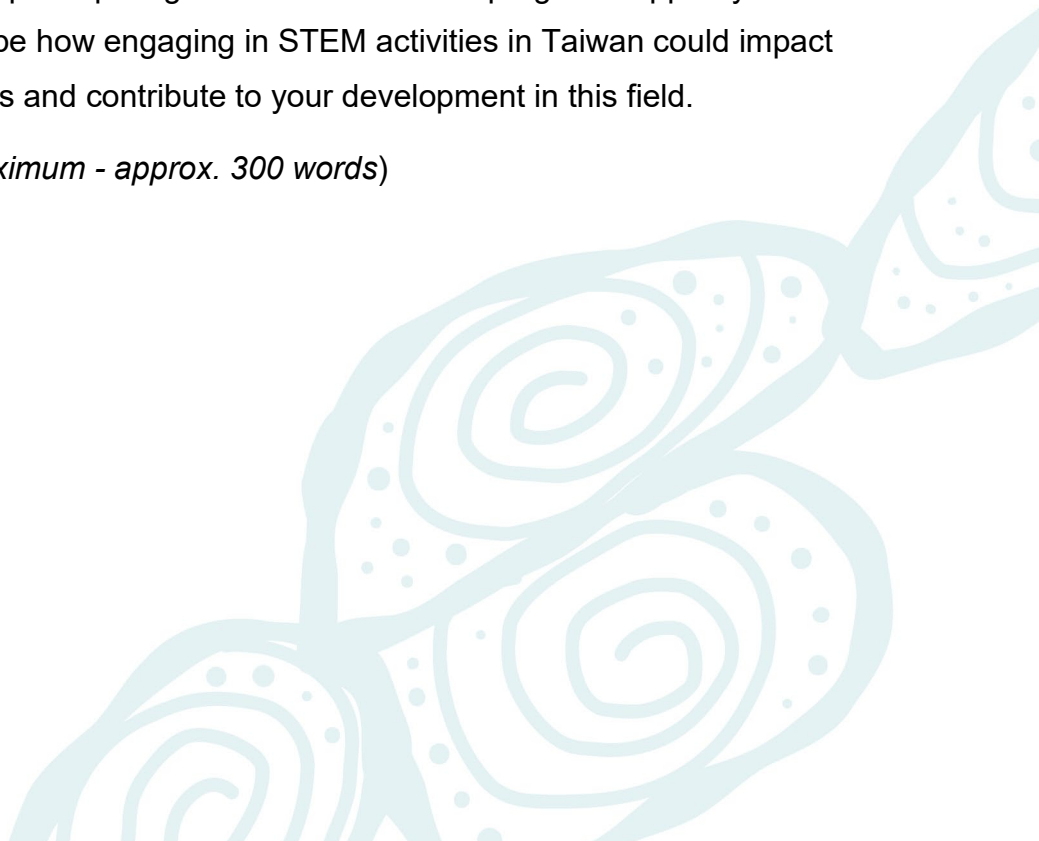 be how engaging in STEM activities in Taiwan could impact
s and contribute to your development in this field.
ximum - approx. 300 words)